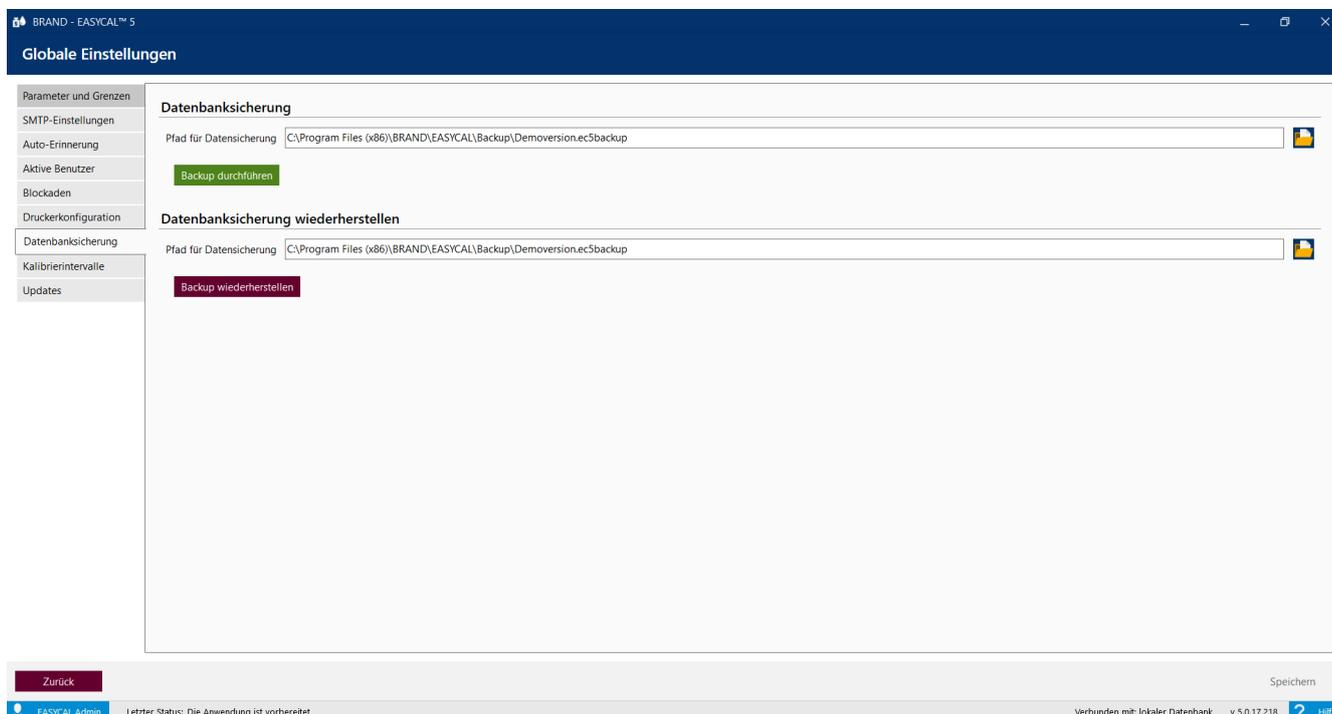 BRAND - EASYCAL™ 5
Globale Einstellungen
Parameter und Grenzen
SMTP-Einstellungen
Auto-Erinnerung
Aktive Benutzer
Blockaden
Druckerkonfiguration
Datenbanksicherung
Kalibrierintervalle
Updates
Datenbanksicherung
Pfad für Datensicherung C:\Program Files (x86)\BRAND\EASYCAL\Backup\Demoversion.ec5backup
Backup durchführen
Datenbanksicherung wiederherstellen
Pfad für Datensicherung C:\Program Files (x86)\BRAND\EASYCAL\Backup\Demoversion.ec5backup
Backup wiederherstellen
Zurück Speichern
EASYCAL Admin Letzter Status: Die Anwendung ist vorbereitet Verbunden mit: lokaler Datenbank v 5.0.17.218 ?